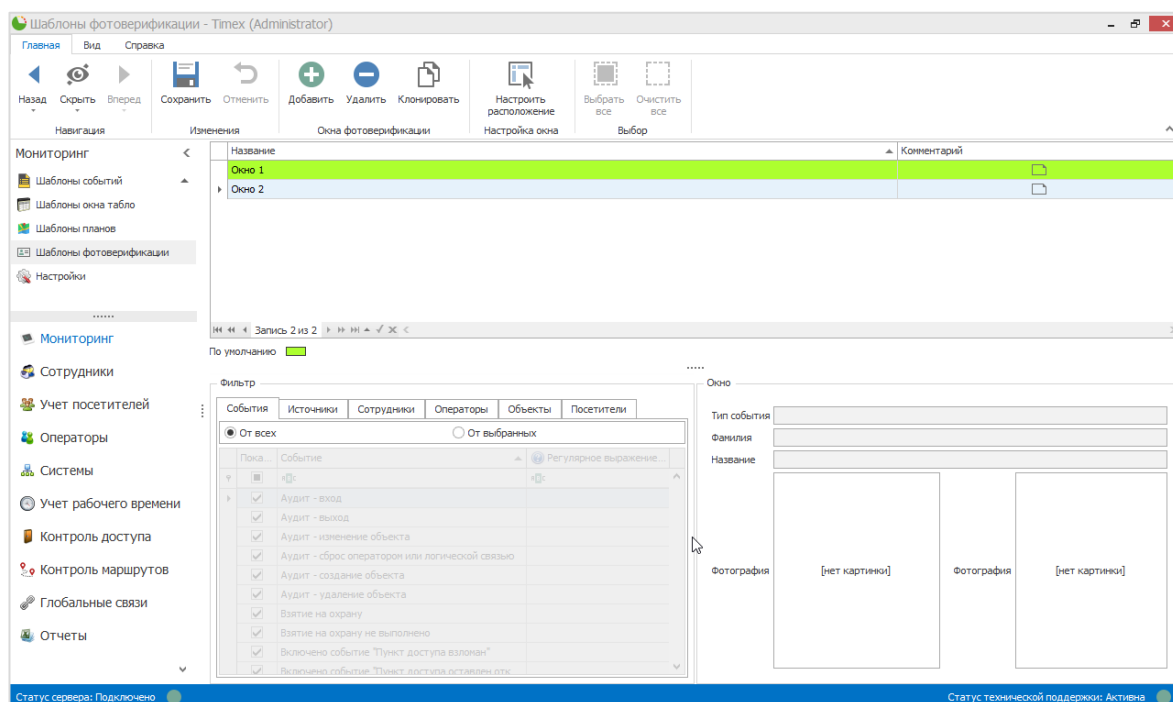 Шаблоны фотоверификации - Timex (Administrator)
Главная Вид Справка
Назад Скрыть Вперед Сохранить Отменить Добавить Удалить Клонировать Настроить расположение Выбрать все Очистить все
Навигация Изменения Окна фотоверификации Настройка окна Выбор
Мониторинг
Шаблоны событий
Шаблоны окна табло
Шаблоны планов
Шаблоны фотоверификации
Настройки
Мониторинг
Сотрудники
Учет посетителей
Операторы
Системы
Учет рабочего времени
Контроль доступа
Контроль маршрутов
Глобальные связи
Отчеты
Название Комментарий
Окно 1
Окно 2
Запись 2 из 2
По умолчанию
Фильтр
События Источники Сотрудники Операторы Объекты Посетители
От всех От выбранных
Пока... Событие Регулярное выражение...
Аудит - вход
Аудит - выход
Аудит - изменение объекта
Аудит - сброс оператором или логической связью
Аудит - создание объекта
Аудит - удаление объекта
Взятие на охрану
Взятие на охрану не выполнено
Включено событие "Пункт доступа взломан"
Включено событие "Пункт доступа оставлен отк
Окно
Тип события
Фамилия
Название
Фотография [нет картинки] Фотография [нет картинки]
Статус сервера: Подключено Статус технической поддержки: Активна